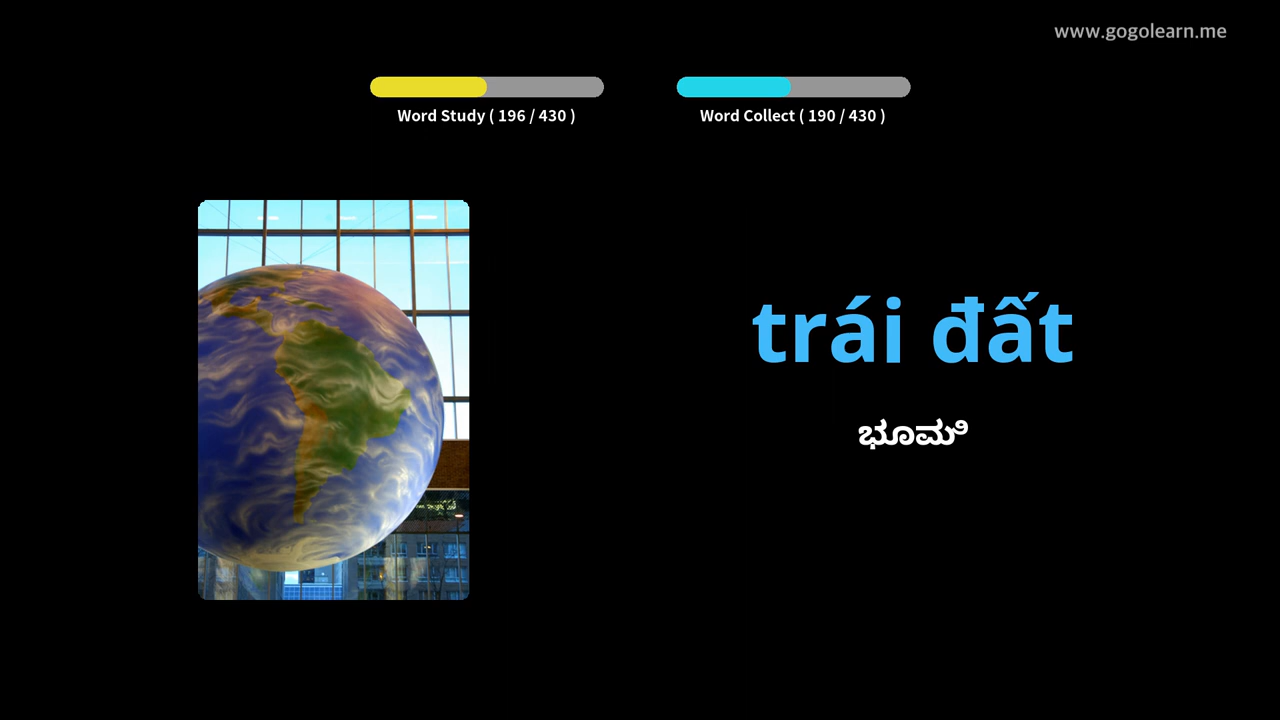 www.gogolearn.me
Word Study ( 196 / 430 )
Word Collect ( 190 / 430 )
trái đất
ಭೂಮಿ